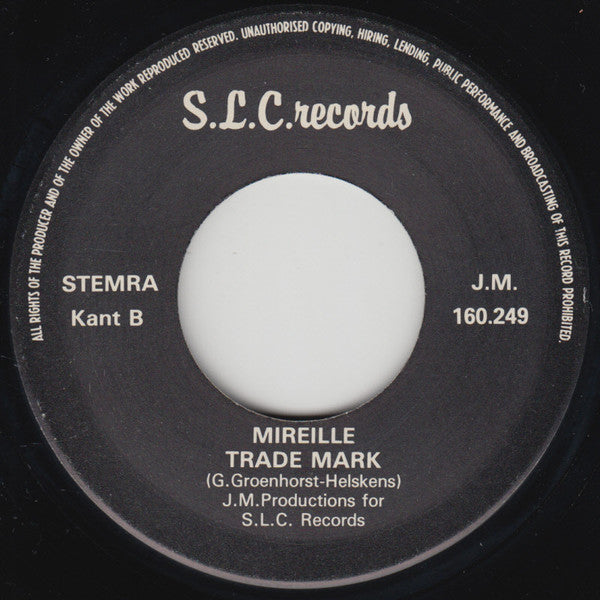 ALL RIGHTS OF THE PRODUCER AND OF THE OWNER OF THE WORK REPRODUCED RESERVED. UNAUTHORISED COPYING, HIRING, LENDING, PUBLIC PERFORMANCE AND BROADCASTING OF THIS RECORD PROHIBITED.
S.L.C.records
STEMRA
Kant B
J.M.
160.249
MIREILLE
TRADE MARK
(G.Groenhorst-Helskens)
J.M.Productions for
S.L.C. Records